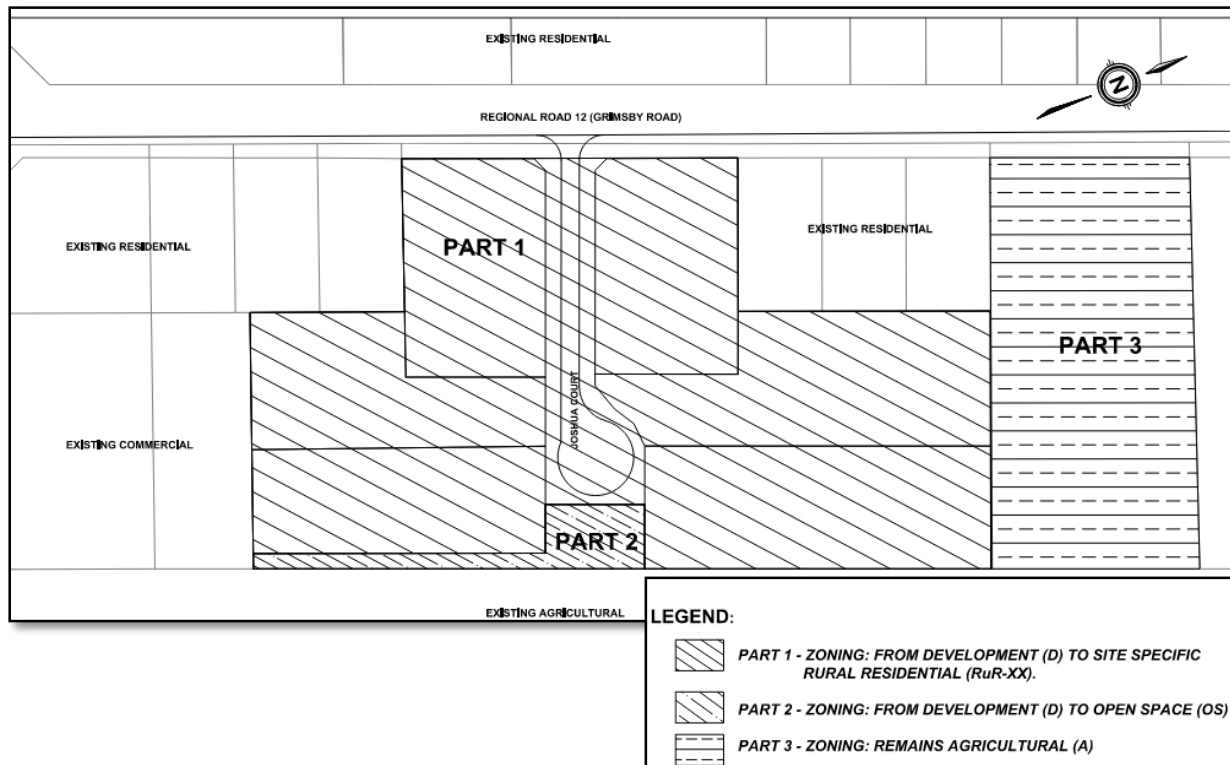 EXISTING RESIDENTIAL
N
REGIONAL ROAD 12 (GRIMSBY ROAD)
EXISTING RESIDENTIAL
PART 1
EXISTING RESIDENTIAL
PART 3
JOSHUA COURT
EXISTING COMMERCIAL
PART 2
EXISTING AGRICULTURAL
LEGEND:
PART 1 - ZONING: FROM DEVELOPMENT (D) TO SITE SPECIFIC
RURAL RESIDENTIAL (RuR-XX).
PART 2 - ZONING: FROM DEVELOPMENT (D) TO OPEN SPACE (OS)
PART 3 - ZONING: REMAINS AGRICULTURAL (A)